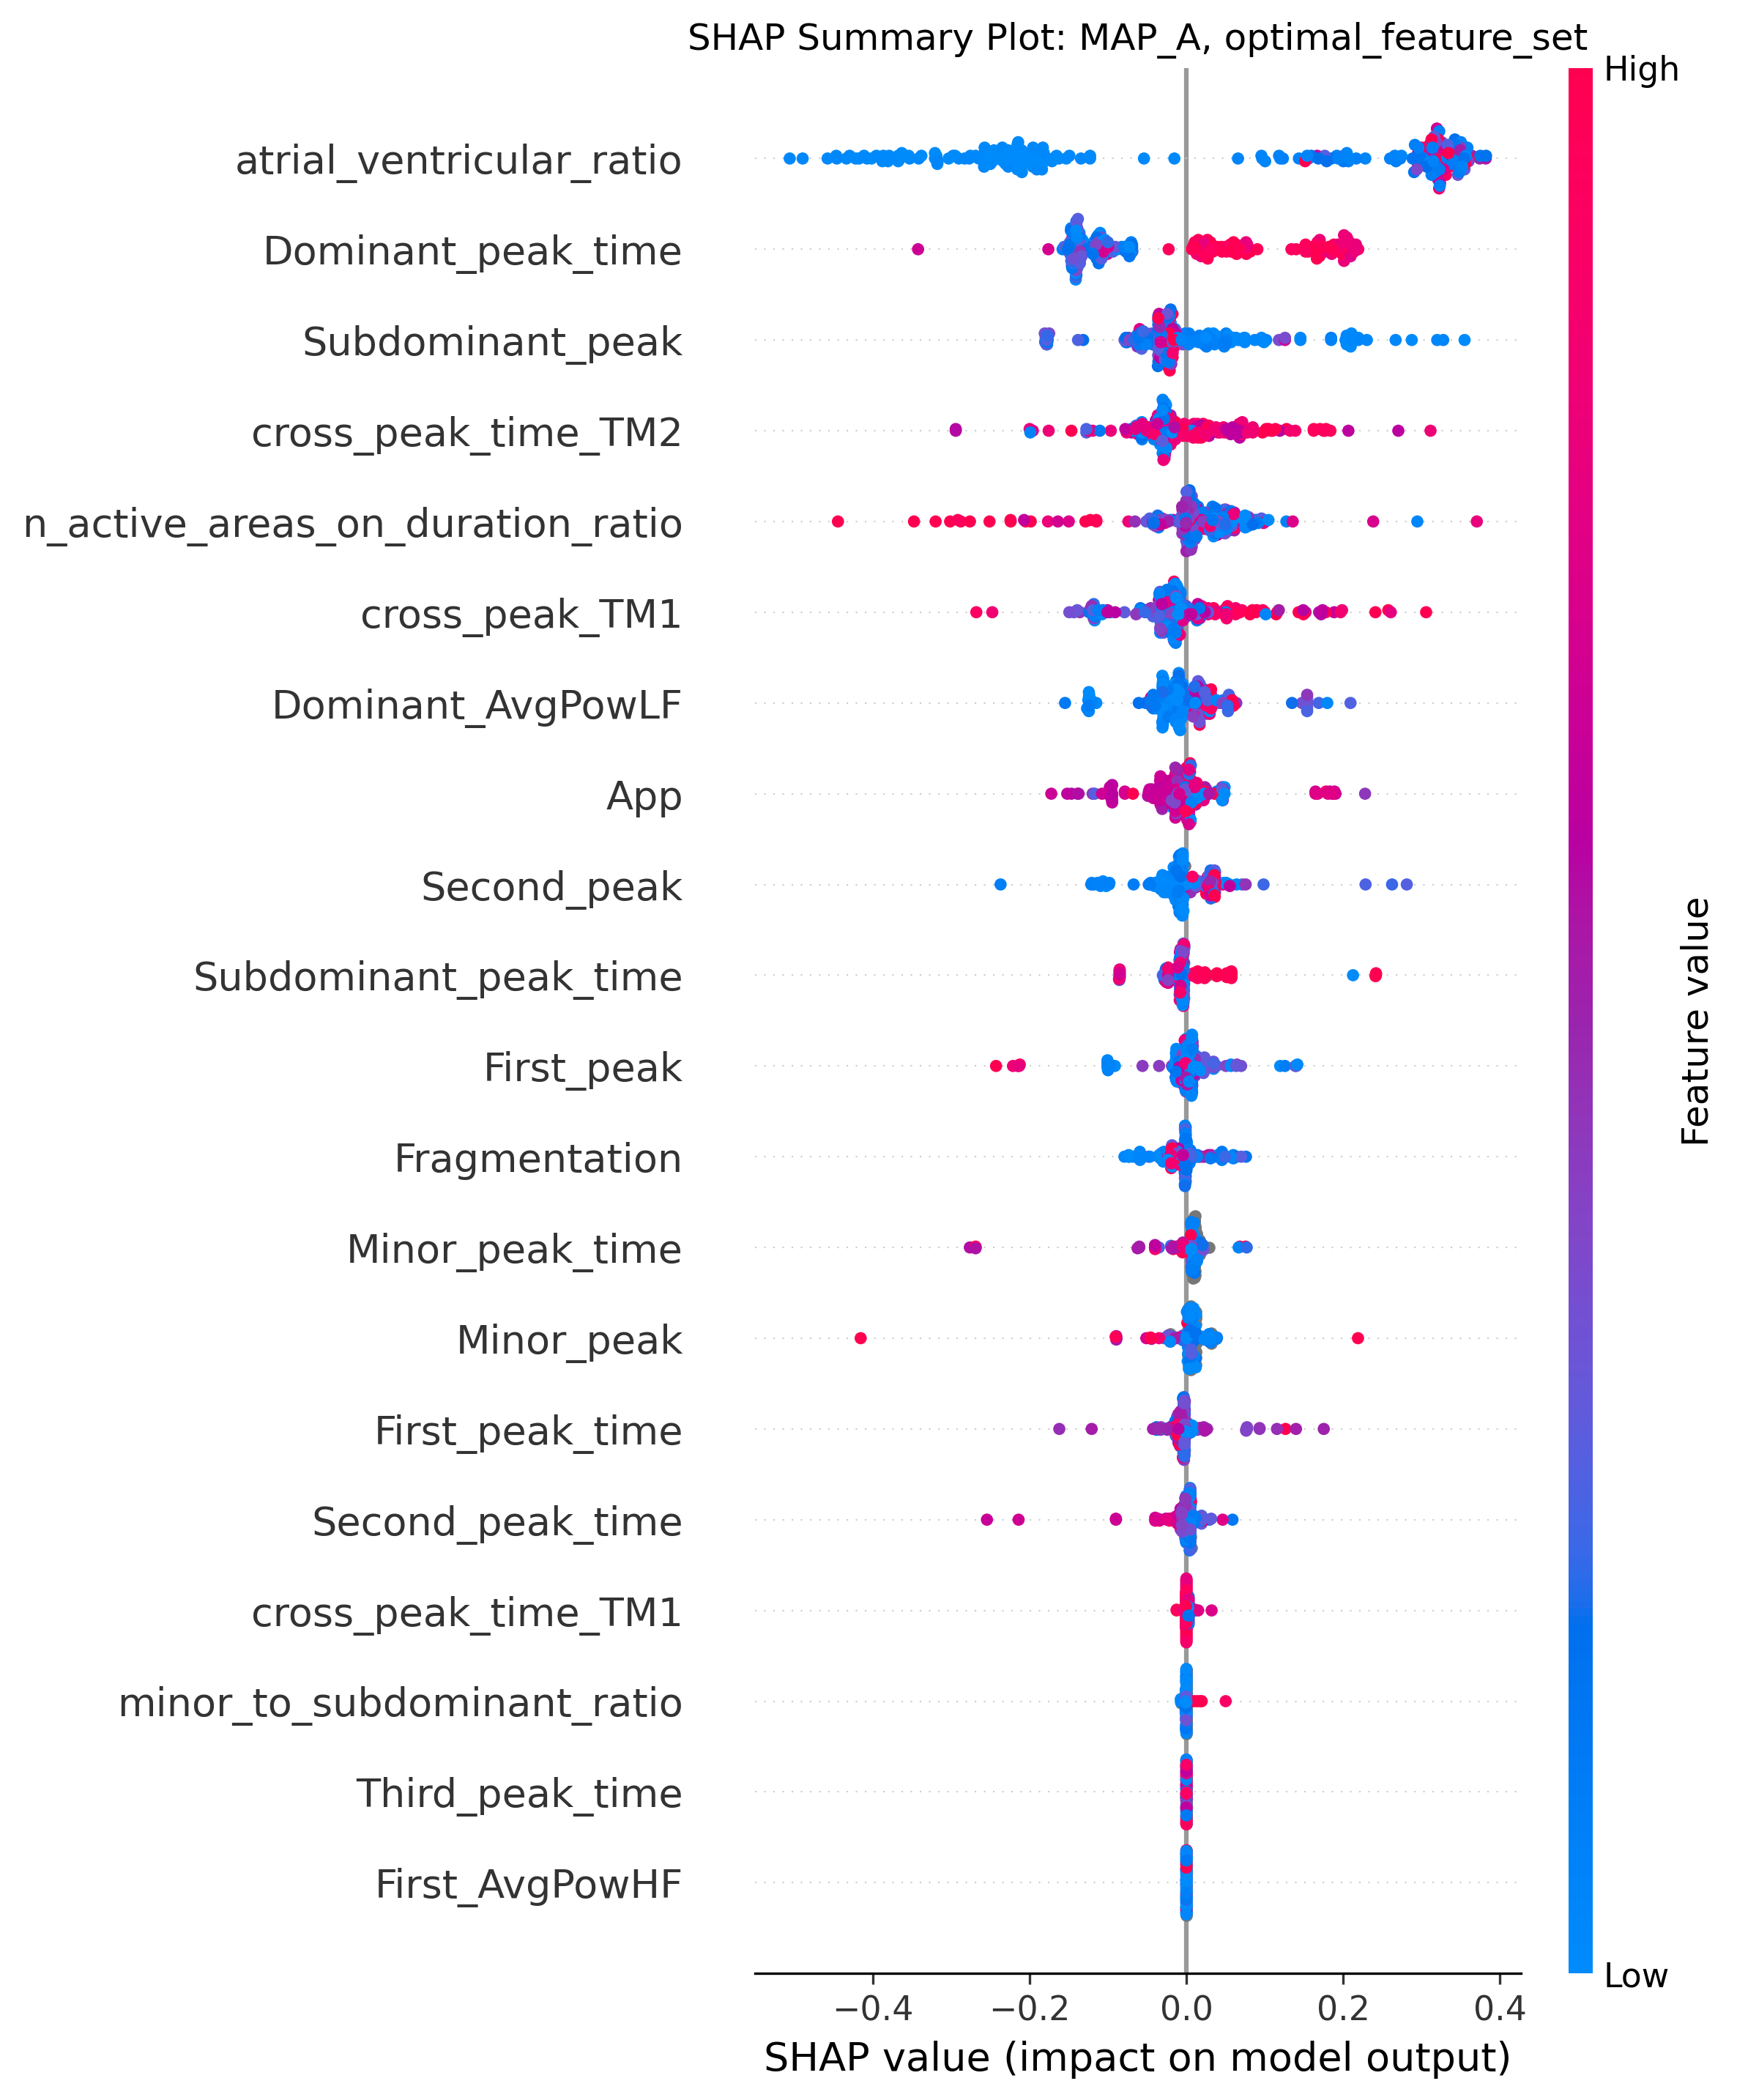 SHAP Summary Plot: MAP_A, optimal_feature_set
High
atrial_ventricular_ratio
Dominant_peak_time
Subdominant_peak
cross_peak_time_TM2
n_active_areas_on_duration_ratio
cross_peak_TM1
Dominant_AvgPowLF
App
Second_peak
Subdominant_peak_time
First_peak
Fragmentation
Minor_peak_time
Minor_peak
First_peak_time
Second_peak_time
cross_peak_time_TM1
minor_to_subdominant_ratio
Third_peak_time
First_AvgPowHF
Feature value
Low
−0.4 −0.2 0.0 0.2 0.4
SHAP value (impact on model output)